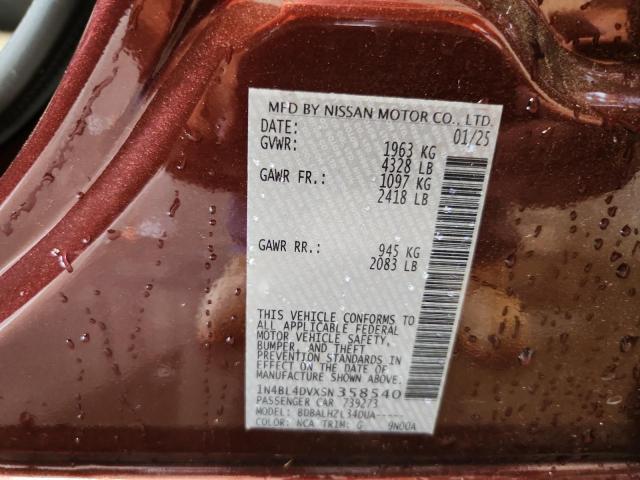 MFD BY NISSAN MOTOR CO., LTD.
DATE: 01/25
GVWR: 1963 KG
4328 LB
GAWR FR.: 1097 KG
2418 LB
GAWR RR.: 945 KG
2083 LB
THIS VEHICLE CONFORMS TO
ALL APPLICABLE FEDERAL
MOTOR VEHICLE SAFETY,
BUMPER, AND THEFT
PREVENTION STANDARDS IN
EFFECT ON THE DATE OF
MANUFACTURE SHOWN ABOVE.
1N4BL4DVXSN358540
PASSENGER CAR 739273
MODEL: BDBALHZL34DUA-----
COLOR: NCA TRIM: G 9N00A